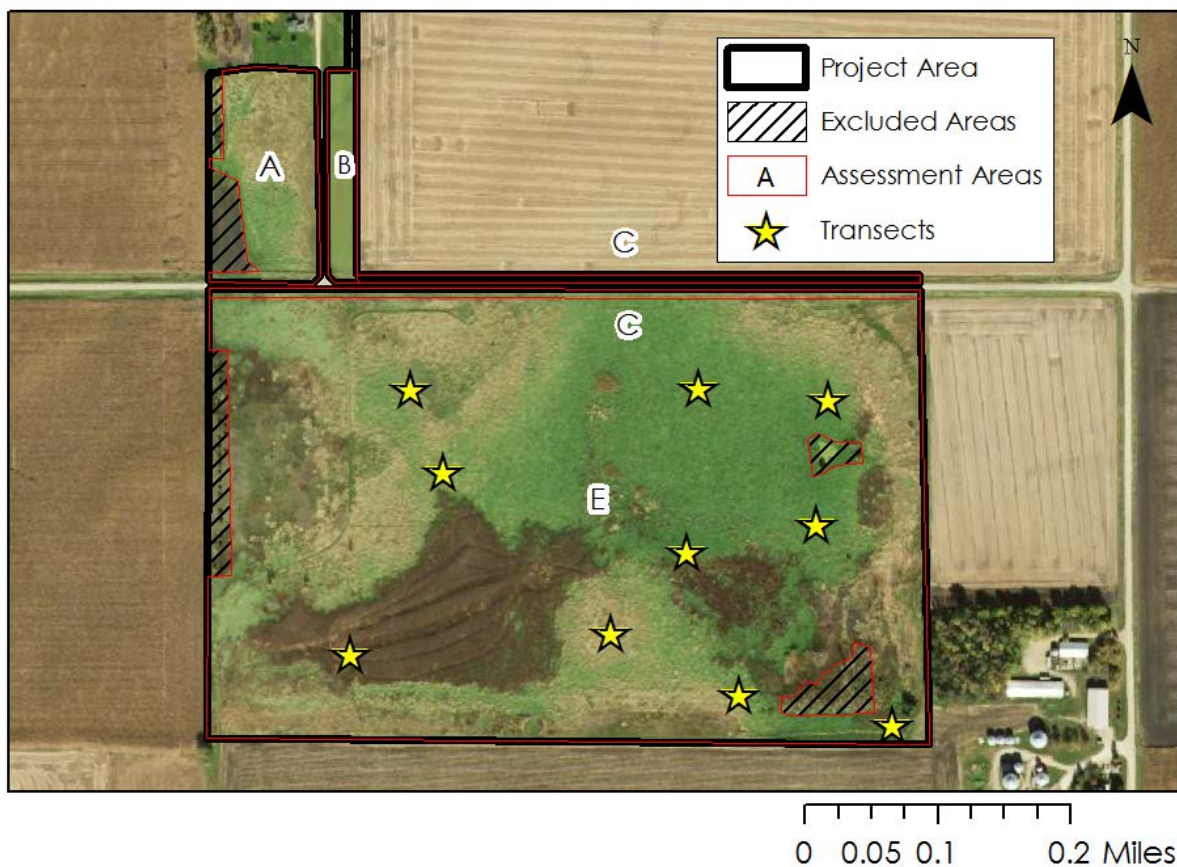 N
Project Area
Excluded Areas
A Assessment Areas
Transects
A
B
C
C
E
0 0.05 0.1 0.2 Miles